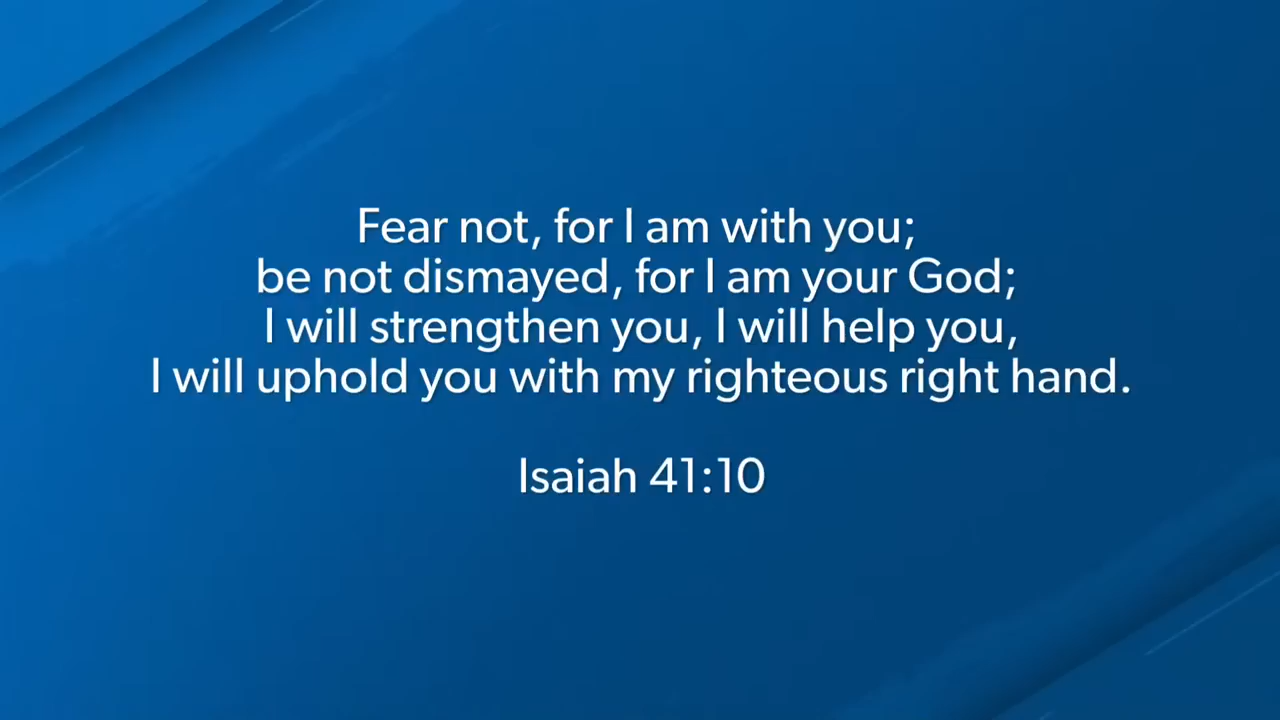 Fear not, for I am with you;
be not dismayed, for I am your God;
I will strengthen you, I will help you,
I will uphold you with my righteous right hand.
Isaiah 41:10